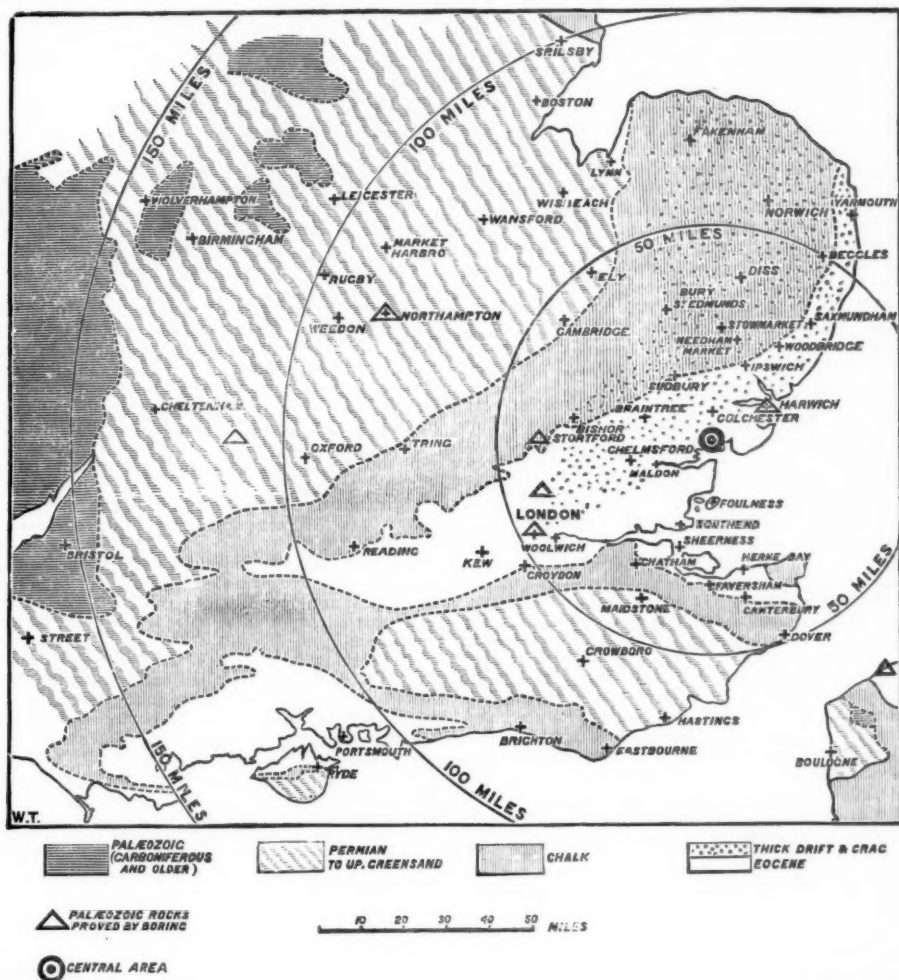 SPILSBY
150 MILES
100 MILES
BOSTON
FAKENHAM
LYNN
WOLVERHAMPTON
LEICESTER
WISBEACH
WANSFORD
NORWICH
YARMOUTH
BIRMINGHAM
MARKET
HARBRO
50 MILES
BECCLES
RUGBY
ELY
DISS
BURY
ST EDMUNDS
NORTHAMPTON
WEEDON
CAMBRIDGE
STOWMARKET
SAXMUNDHAM
NEEDHAM
MARKET
WOODBRIDGE
IPSWICH
SUDBURY
CHELTENHAM
BRAINTREE
HARWICH
COLCHESTER
BISHOP
STORTFORD
OXFORD
TRING
CHELMSFORD
MALDON
FOULNESS
LONDON
SOUTHEND
BRISTOL
READING
WOOLWICH
SHEERNESS
KEW
CROYDON
CHATHAM
HERNE BAY
FAVERSHAM
CANTERBURY
50 MILES
MAIDSTONE
STREET
DOVER
CROWBORO
HASTINGS
PORTSMOUTH
BRIGHTON
EASTBOURNE
RYDE
BOULOGNE
150 MILES
100 MILES
W.T.
PALÆOZOIC
(CARBONIFEROUS
AND OLDER)
PERMIAN
TO UP. GREENSAND
CHALK
THICK DRIFT & CRAG
EOCENE
PALÆOZOIC ROCKS
PROVED BY BORING
10 20 30 40 50 MILES
CENTRAL AREA